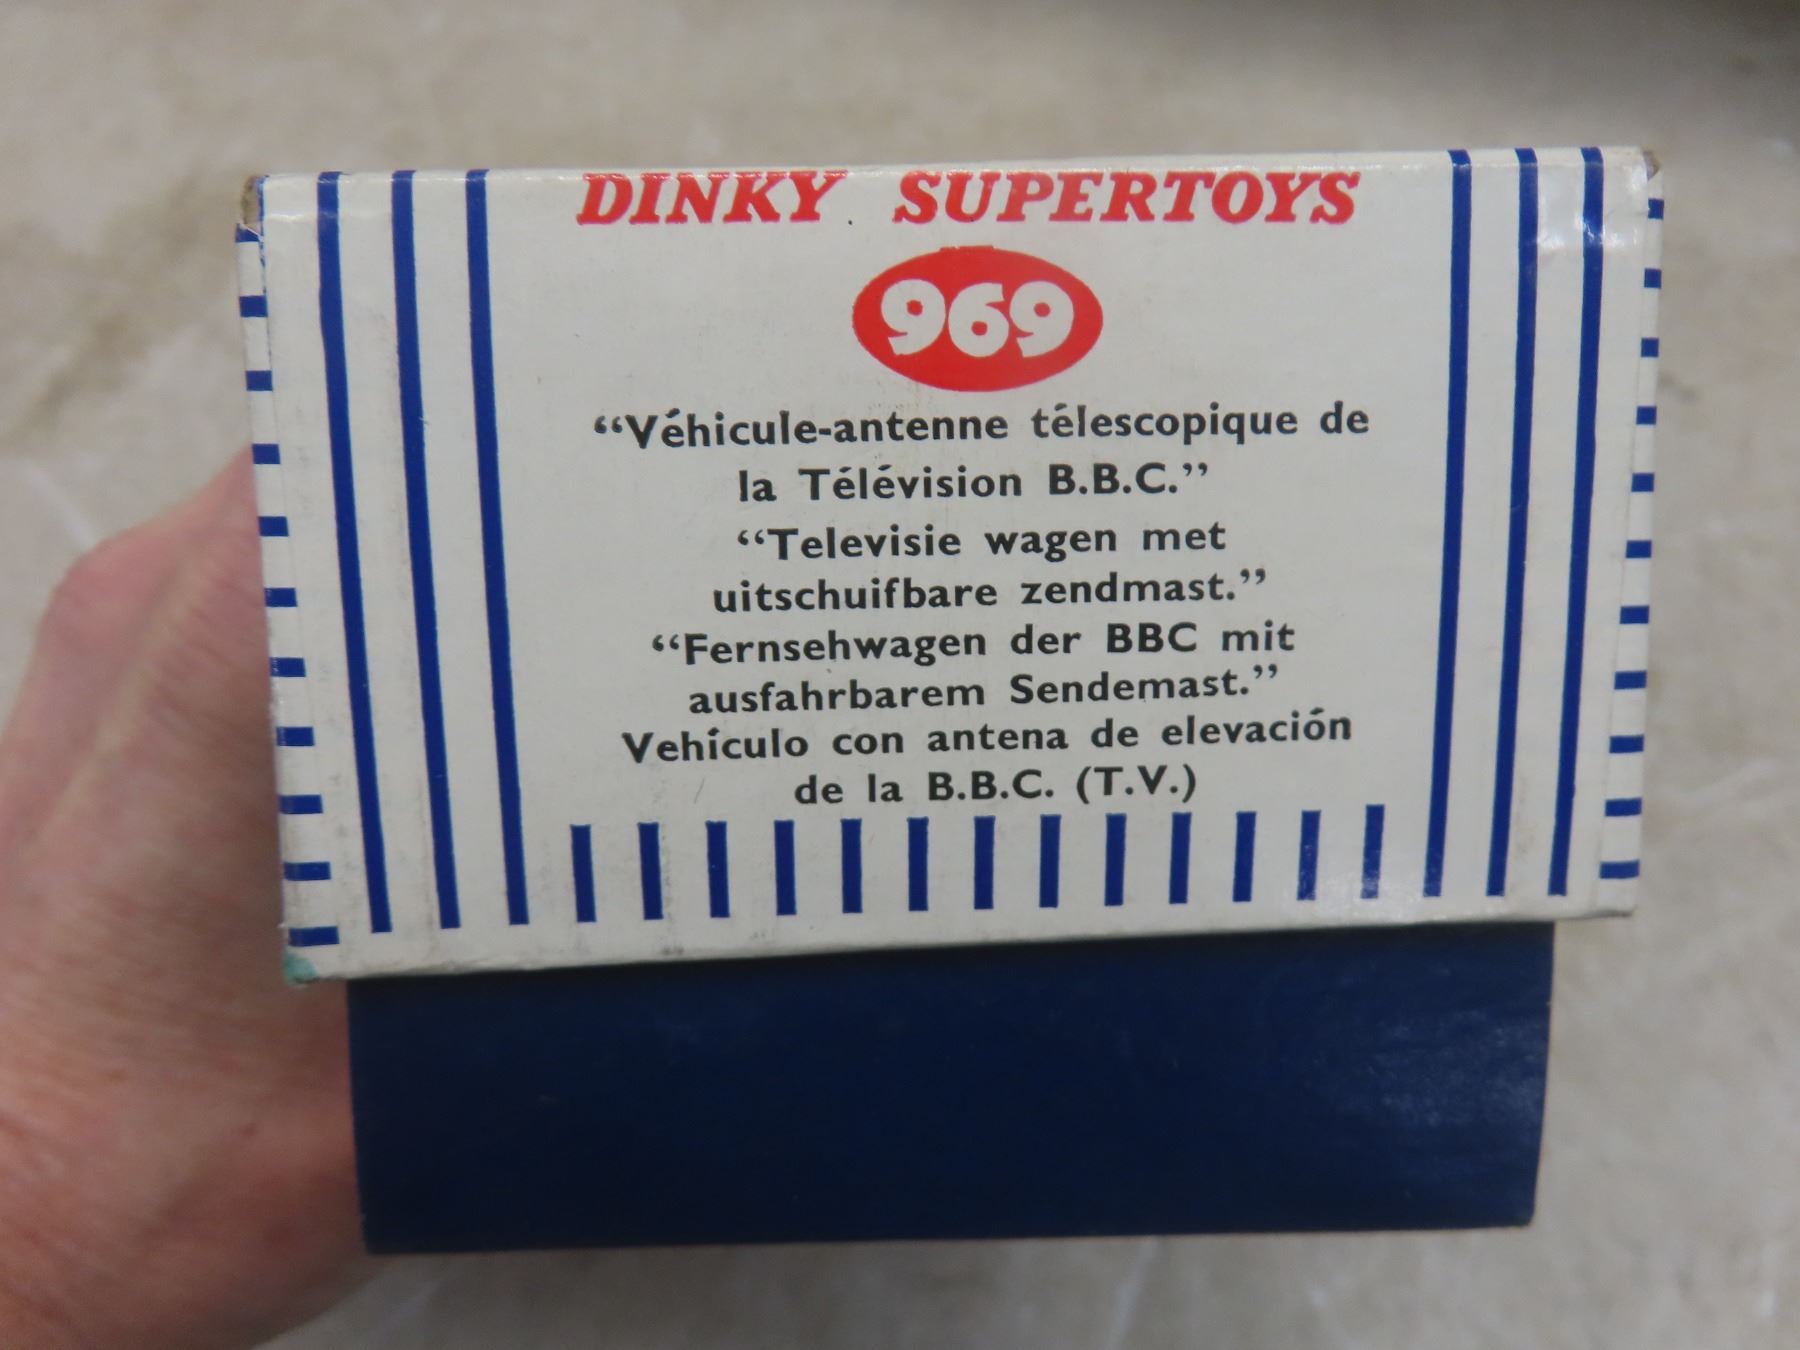 DINKY SUPERTOYS
969
“Véhicule-antenne télescopique de
la Télévision B.B.C.”
“Televisie wagen met
uitschuifbare zendmast.”
“Fernsehwagen der BBC mit
ausfahrbarem Sendemast.”
Vehículo con antena de elevación
de la B.B.C. (T.V.)